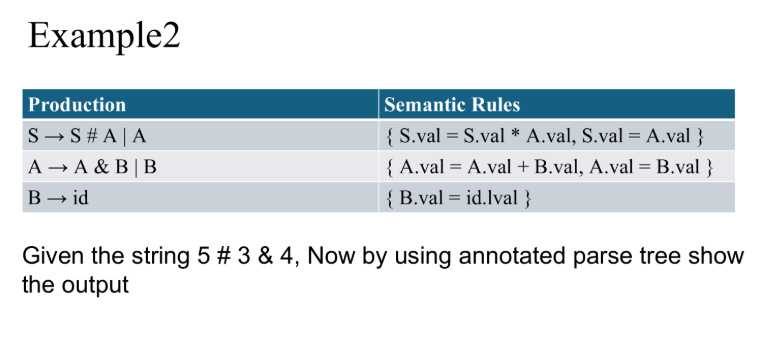 Example2
Production Semantic Rules
S → S # A | A { S.val = S.val * A.val, S.val = A.val }
A → A & B | B { A.val = A.val + B.val, A.val = B.val }
B → id { B.val = id.lval }
Given the string 5 # 3 & 4, Now by using annotated parse tree show
the output